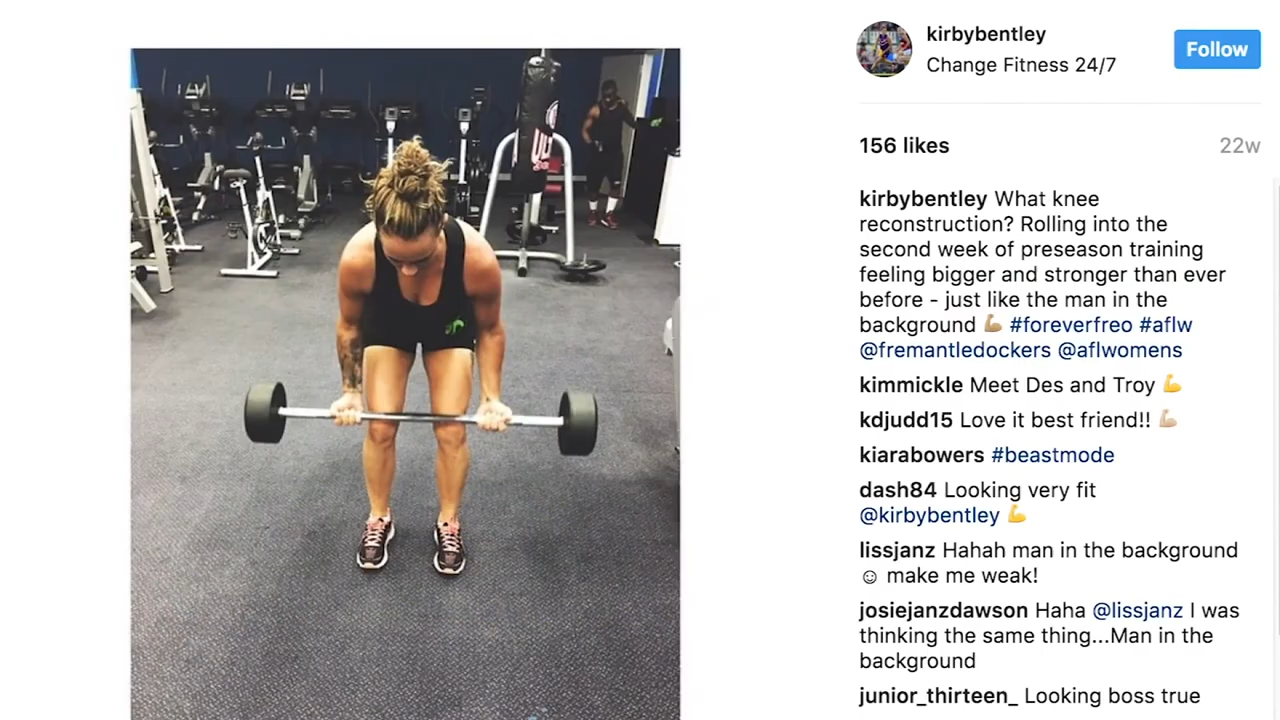 kirbybentley
Change Fitness 24/7
Follow
156 likes
22w
kirbybentley What knee
reconstruction? Rolling into the
second week of preseason training
feeling bigger and stronger than ever
before - just like the man in the
background 💪🏽 #foreverfreo #aflw
@fremantledockers @aflwomens
kimmickle Meet Des and Troy 💪
kdjudd15 Love it best friend!! 💪🏼
kiarabowers #beastmode
dash84 Looking very fit
@kirbybentley 💪
lissjanz Hahah man in the background
☺ make me weak!
josiejanzdawson Haha @lissjanz I was
thinking the same thing...Man in the
background
junior_thirteen_ Looking boss true